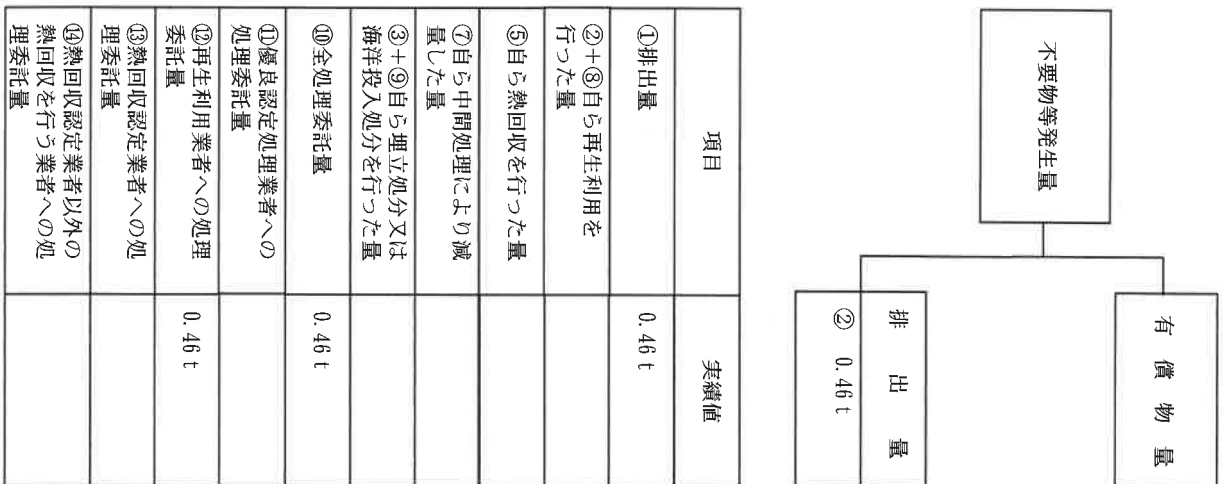 不要物等発生量
有償物量
排出量
② 0.46 t
項目
実績値
①排出量
0.46 t
②+⑧自ら再生利用を
行った量
⑤自ら熱回収を行った量
⑦自ら中間処理により減
量した量
③+⑨自ら埋立処分又は
海洋投入処分を行った量
⑩全処理委託量
0.46 t
⑪優良認定処理業者への
処理委託量
⑫再生利用業者への処理
委託量
0.46 t
⑬熱回収認定業者への処
理委託量
⑭熱回収認定業者以外の
熱回収を行う業者への処
理委託量